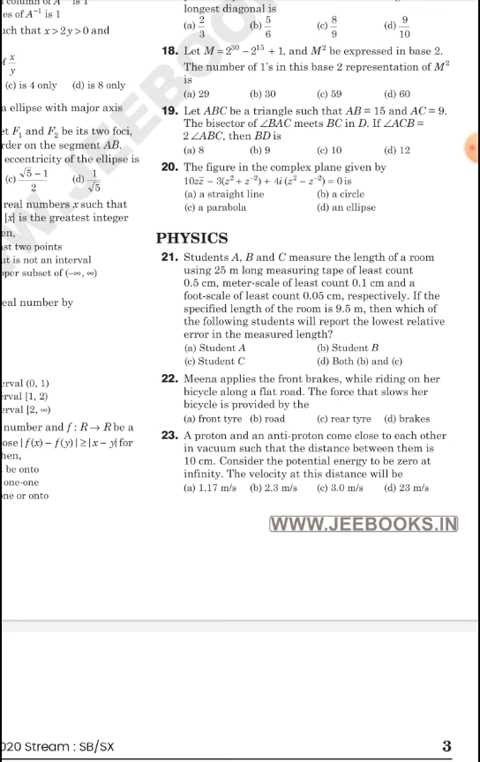 column of A⁻¹ is 1
es of A⁻¹ is 1
uch that x > 2y > 0 and
f x/y
(c) is 4 only (d) is 8 only
a ellipse with major axis
et F₁ and F₂ be its two foci,
rder on the segment AB.
eccentricity of the ellipse is
(c) √5 − 1/2 (d) 1/√5
real numbers x such that
[x] is the greatest integer
en,
st two points
ut is not an interval
oper subset of (−∞, ∞)
eal number by
erval (0, 1)
erval [1, 2)
erval [2, ∞)
number and f : R → R be a
ose | f(x) − f(y) | ≥ | x − y| for
hen,
be onto
one-one
ne or onto
longest diagonal is
(a) 2/3 (b) 5/6 (c) 8/9 (d) 9/10
18. Let M = 2³⁰ − 2¹⁵ + 1, and M² be expressed in base 2.
The number of 1's in this base 2 representation of M²
is
(a) 29 (b) 30 (c) 59 (d) 60
19. Let ABC be a triangle such that AB = 15 and AC = 9.
The bisector of ∠BAC meets BC in D. If ∠ACB =
2 ∠ABC, then BD is
(a) 8 (b) 9 (c) 10 (d) 12
20. The figure in the complex plane given by
10zz̄ − 3(z² + z⁻²) + 4i (z² − z⁻²) = 0 is
(a) a straight line (b) a circle
(c) a parabola (d) an ellipse
PHYSICS
21. Students A, B and C measure the length of a room
using 25 m long measuring tape of least count
0.5 cm, meter-scale of least count 0.1 cm and a
foot-scale of least count 0.05 cm, respectively. If the
specified length of the room is 9.5 m, then which of
the following students will report the lowest relative
error in the measured length?
(a) Student A (b) Student B
(c) Student C (d) Both (b) and (c)
22. Meena applies the front brakes, while riding on her
bicycle along a flat road. The force that slows her
bicycle is provided by the
(a) front tyre (b) road (c) rear tyre (d) brakes
23. A proton and an anti-proton come close to each other
in vacuum such that the distance between them is
10 cm. Consider the potential energy to be zero at
infinity. The velocity at this distance will be
(a) 1.17 m/s (b) 2.3 m/s (c) 3.0 m/s (d) 23 m/s
WWW.JEEBOOKS.IN
020 Stream : SB/SX
3